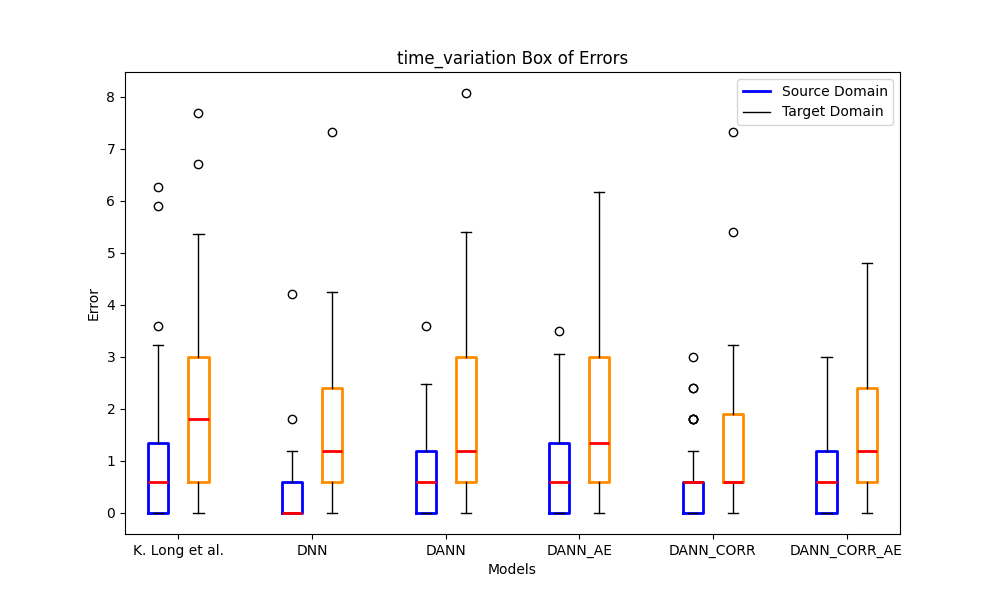 time_variation Box of Errors
Source Domain
Target Domain
8
7
6
5
4
3
2
1
0
Error
K. Long et al.
DNN
DANN
DANN_AE
DANN_CORR
DANN_CORR_AE
Models